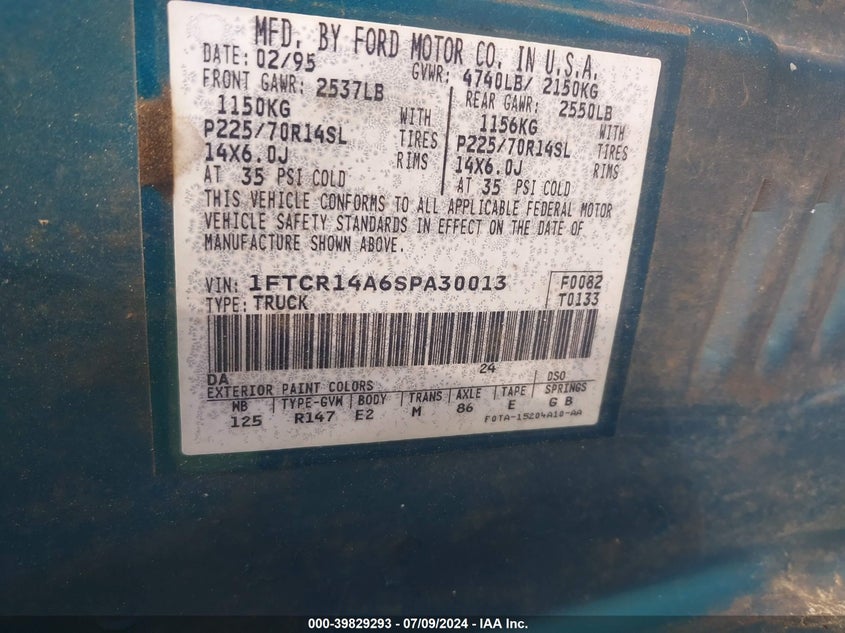 MFD. BY FORD MOTOR CO. IN U.S.A.
DATE: 02/95 GVWR: 4740LB/ 2150KG
FRONT GAWR: 2537LB REAR GAWR: 2550LB
1150KG WITH 1156KG WITH
P225/70R14SL TIRES P225/70R14SL TIRES
14X6.0J RIMS 14X6.0J RIMS
AT 35 PSI COLD AT 35 PSI COLD
THIS VEHICLE CONFORMS TO ALL APPLICABLE FEDERAL MOTOR
VEHICLE SAFETY STANDARDS IN EFFECT ON THE DATE OF
MANUFACTURE SHOWN ABOVE.
VIN: 1FTCR14A6SPA30013 F0082
TYPE: TRUCK T0133
24
DA DSO
EXTERIOR PAINT COLORS
WB TYPE-GVW BODY TRANS AXLE TAPE SPRINGS
125 R147 E2 M 86 E G B
F0TA-15204A10-AA
000-39829293 - 07/09/2024 - IAA Inc.